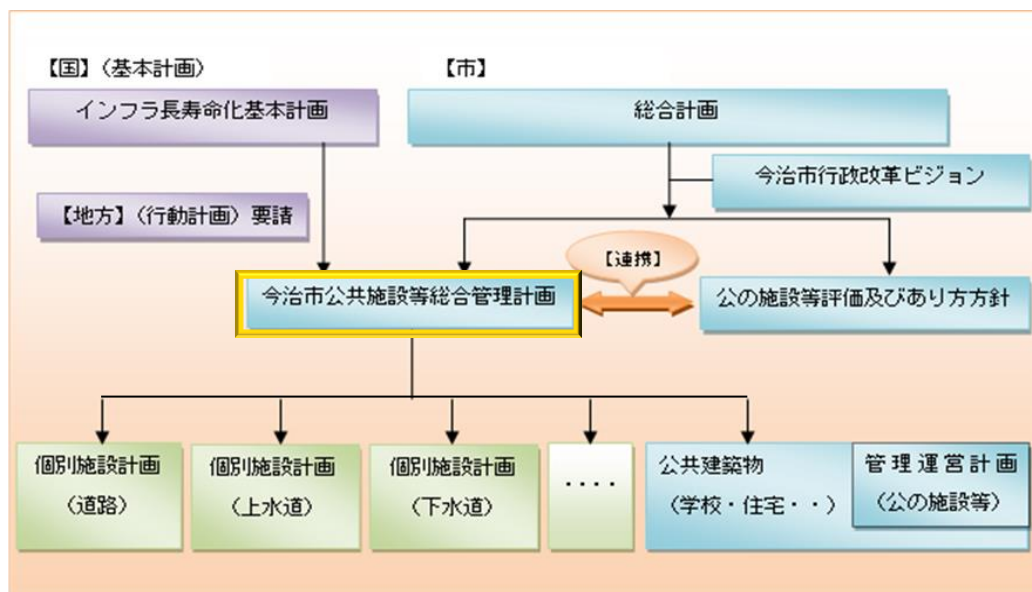 【国】（基本計画）
【市】
インフラ長寿命化基本計画
総合計画
今治市行政改革ビジョン
【地方】（行動計画）要請
【連携】
今治市公共施設等総合管理計画
公の施設等評価及びあり方方針
個別施設計画
（道路）
個別施設計画
（上水道）
個別施設計画
（下水道）
・・・・
公共建築物
（学校・住宅・・）
管理運営計画
（公の施設等）